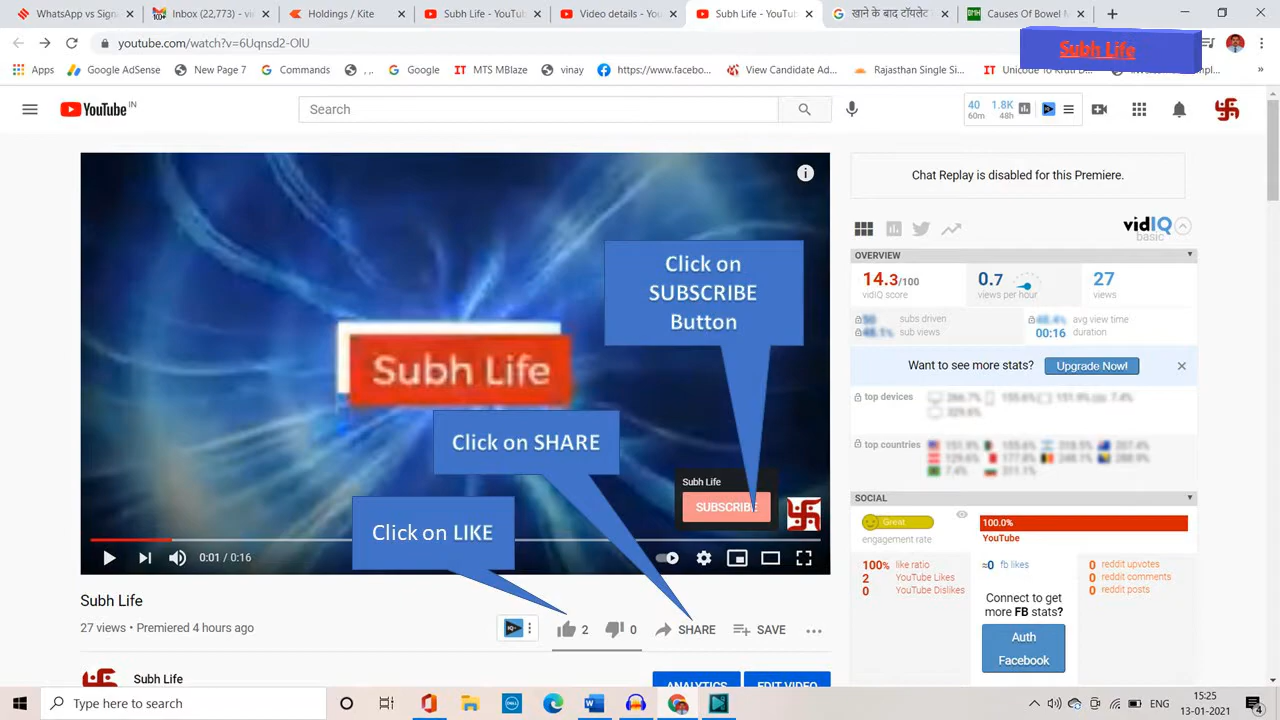 WhatsApp
Inbox (22,773) - vi
Holdings / Kite
Subh Life - YouTub
Video details - You
Subh Life - YouTub
खाने के बाद टॉयलेट
BMH
Causes Of Bowel M
youtube.com/watch?v=6Uqnsd2-OlU
Subh Life
Apps
Google AdSense
New Page 7
Commands
Google
IT
MTS MBlaze
vinay
https://www.facebo...
View Candidate Ad...
Rajasthan Single Si...
IT
»
YouTube IN
Search
40
60m
1.8K
48h
Chat Replay is disabled for this Premiere.
vidIQ
basic
OVERVIEW
14.3/100
vidIQ score
0.7
views per hour
27
views
subs driven
sub views
avg view time
00:16 duration
Want to see more stats?
Upgrade Now!
top devices
top countries
SOCIAL
Great
engagement rate
100.0%
YouTube
100% like ratio
2 YouTube Likes
0 YouTube Dislikes
≈0 fb likes
Connect to get
more FB stats?
Auth
Facebook
0 reddit upvotes
0 reddit comments
0 reddit posts
Click on
SUBSCRIBE
Button
Subh Life
Click on SHARE
Subh Life
SUBSCRIBE
Click on LIKE
0:01 / 0:16
Subh Life
27 views • Premiered 4 hours ago
2
0
SHARE
SAVE
Subh Life
ANALYTICS
EDIT VIDEO
Type here to search
DELL
ENG
15:25
13-01-2021
4